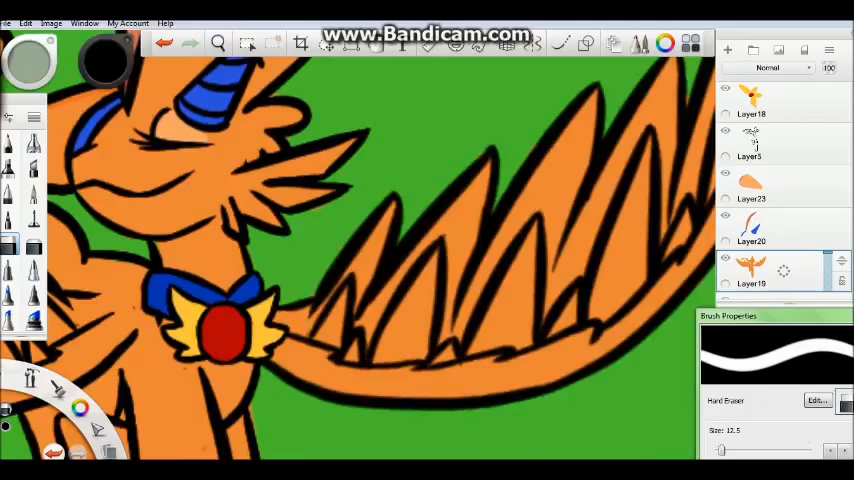 www.Bandicam.com
File Edit Image Window My Account Help
Normal
100
Layer18
Layer5
Layer23
Layer20
Layer19
Brush Properties
Hard Eraser
Edit...
Size: 12.5